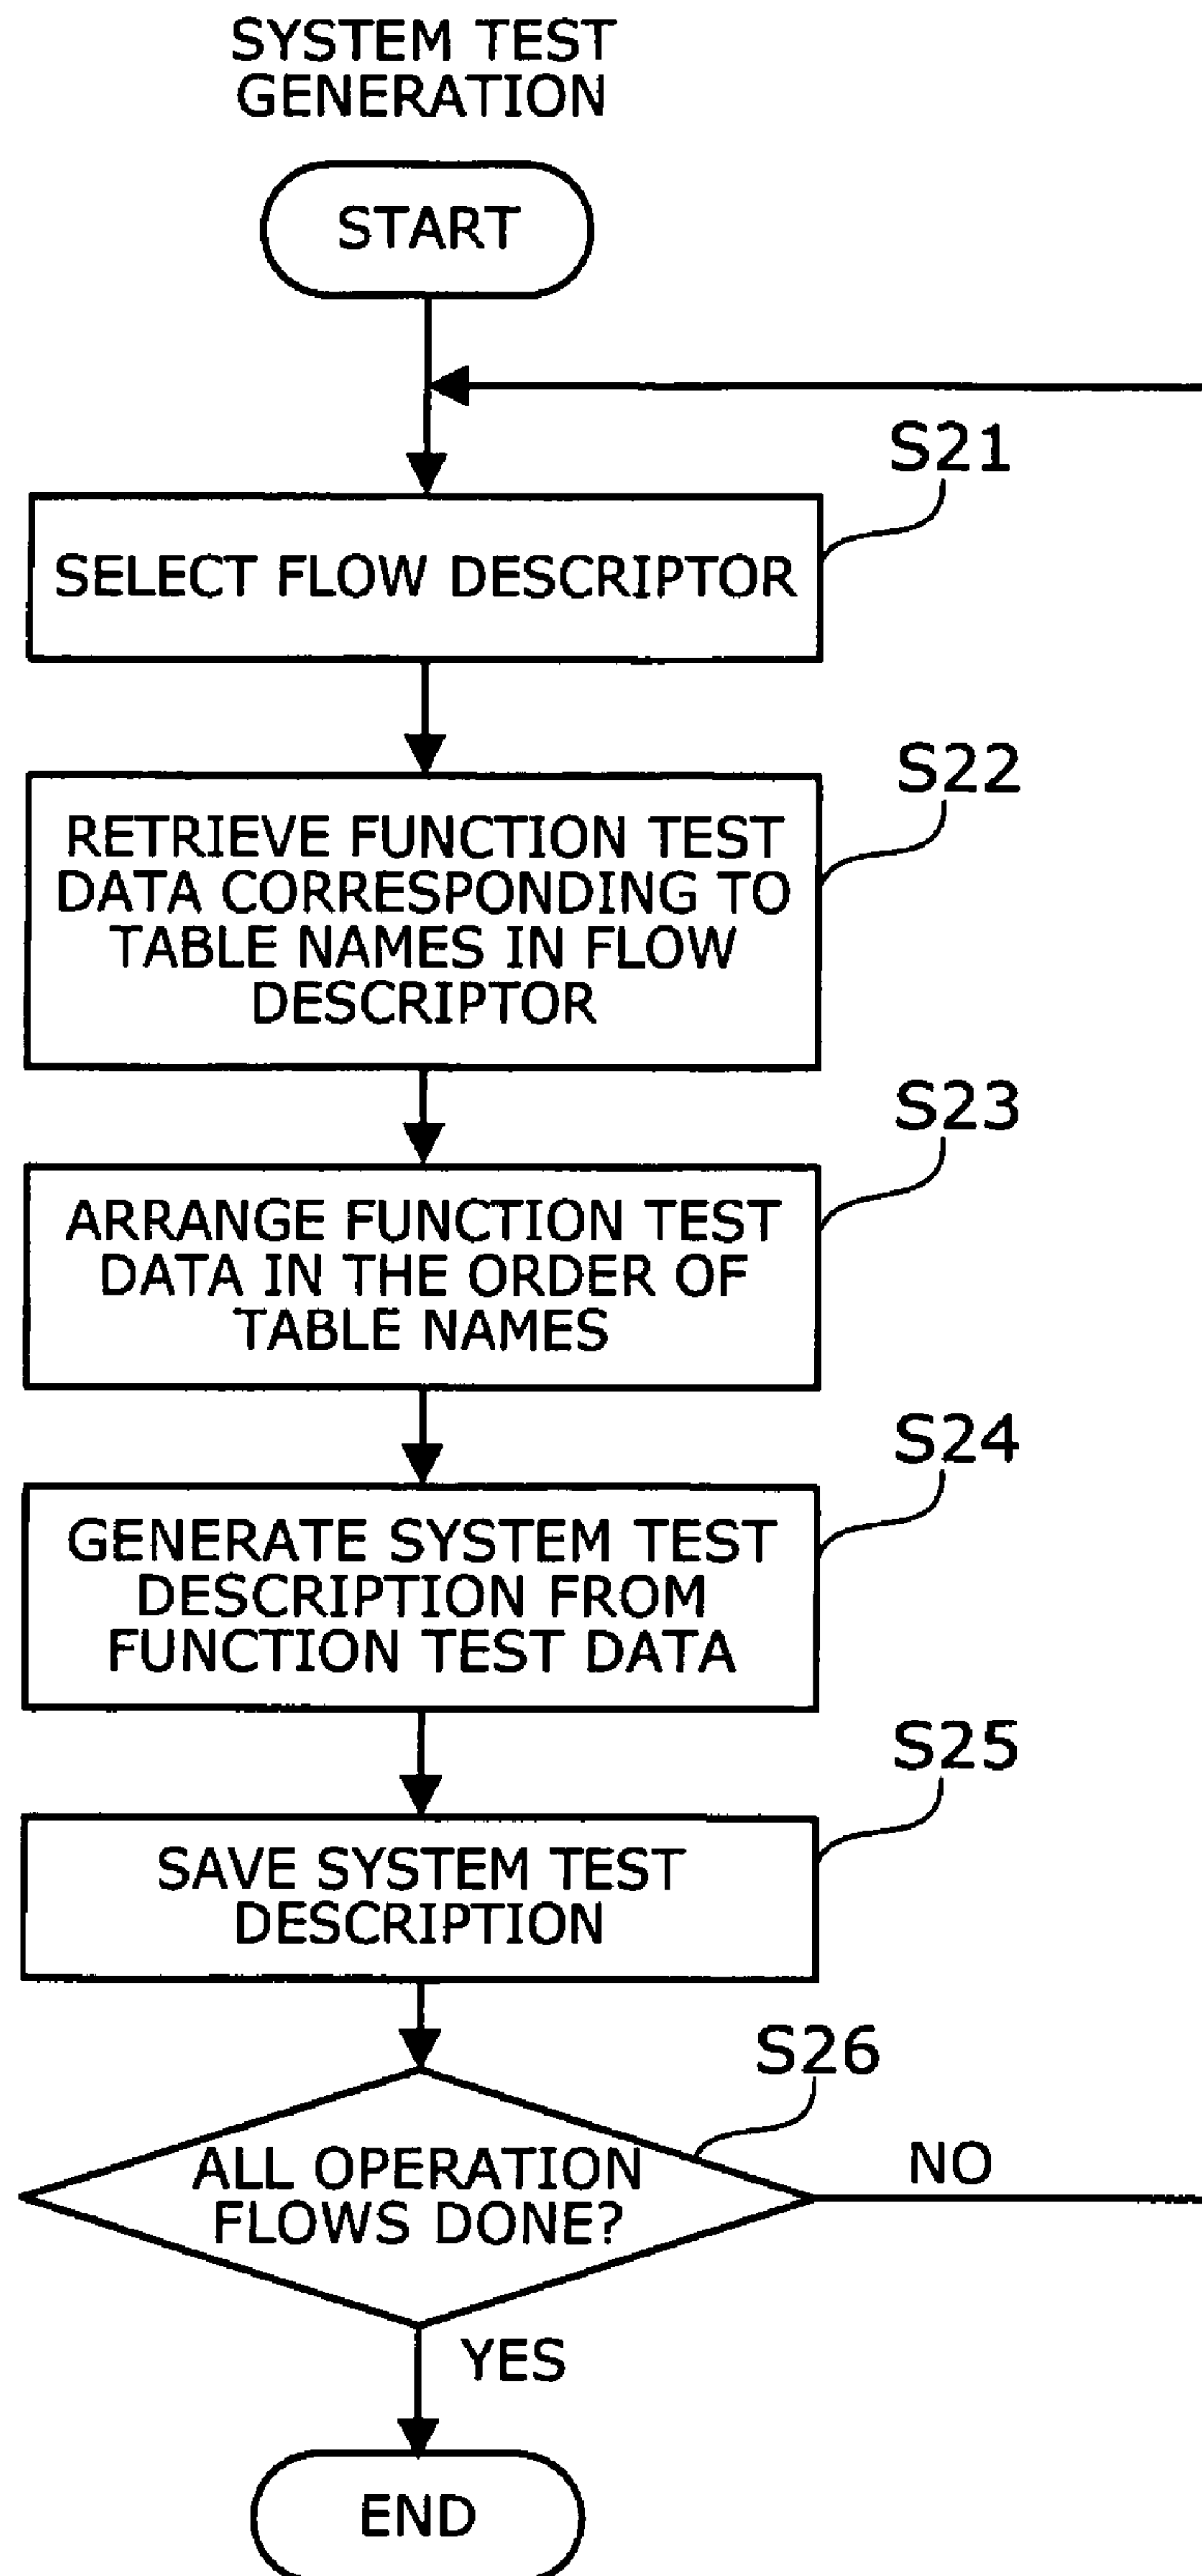 SYSTEM TEST
GENERATION
START
S21
SELECT FLOW DESCRIPTOR
S22
RETRIEVE FUNCTION TEST
DATA CORRESPONDING TO
TABLE NAMES IN FLOW
DESCRIPTOR
S23
ARRANGE FUNCTION TEST
DATA IN THE ORDER OF
TABLE NAMES
S24
GENERATE SYSTEM TEST
DESCRIPTION FROM
FUNCTION TEST DATA
S25
SAVE SYSTEM TEST
DESCRIPTION
S26
ALL OPERATION
FLOWS DONE?
NO
YES
END